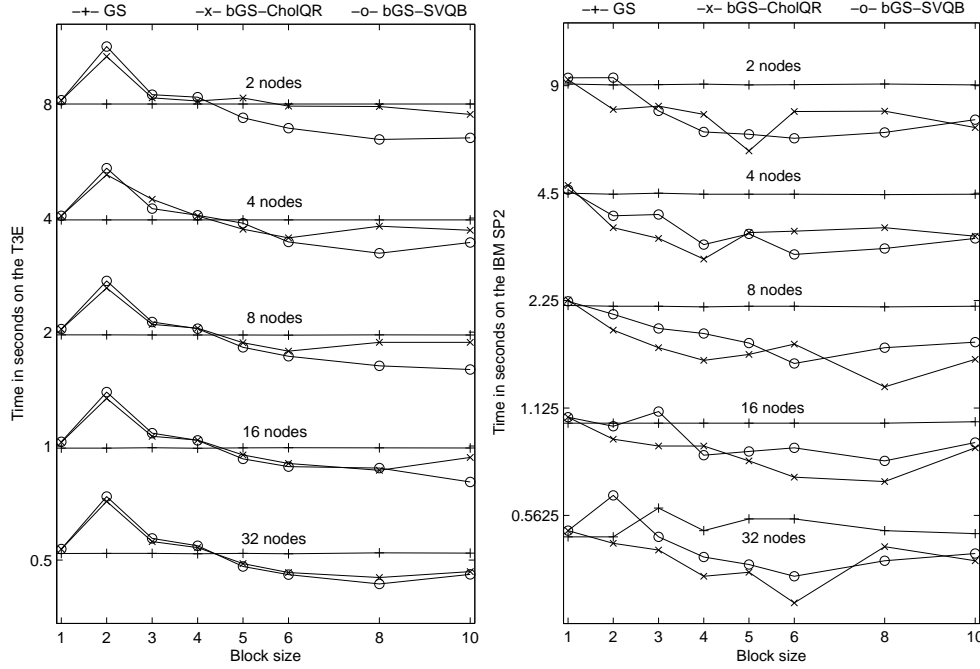 –+– GS –x– bGS–CholQR –o– bGS–SVQB
Time in seconds on the T3E
8
4
2
1
0.5
2 nodes
4 nodes
8 nodes
16 nodes
32 nodes
1 2 3 4 5 6 8 10
Block size
–+– GS –x– bGS–CholQR –o– bGS–SVQB
Time in seconds on the IBM SP2
9
4.5
2.25
1.125
0.5625
2 nodes
4 nodes
8 nodes
16 nodes
32 nodes
1 2 3 4 5 6 8 10
Block size